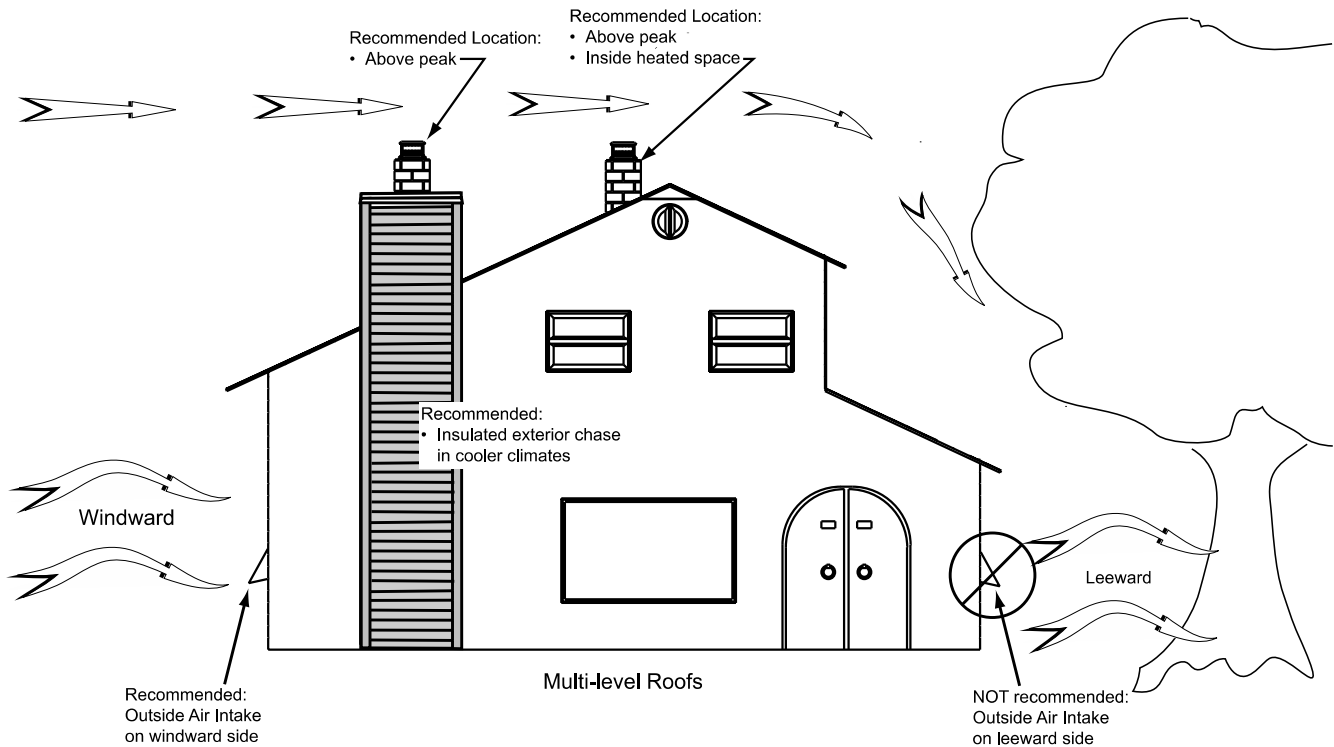 Recommended Location:
• Above peak
Recommended Location:
• Above peak
• Inside heated space
Recommended:
• Insulated exterior chase
in cooler climates
Windward
Leeward
Multi-level Roofs
Recommended:
Outside Air Intake
on windward side
NOT recommended:
Outside Air Intake
on leeward side